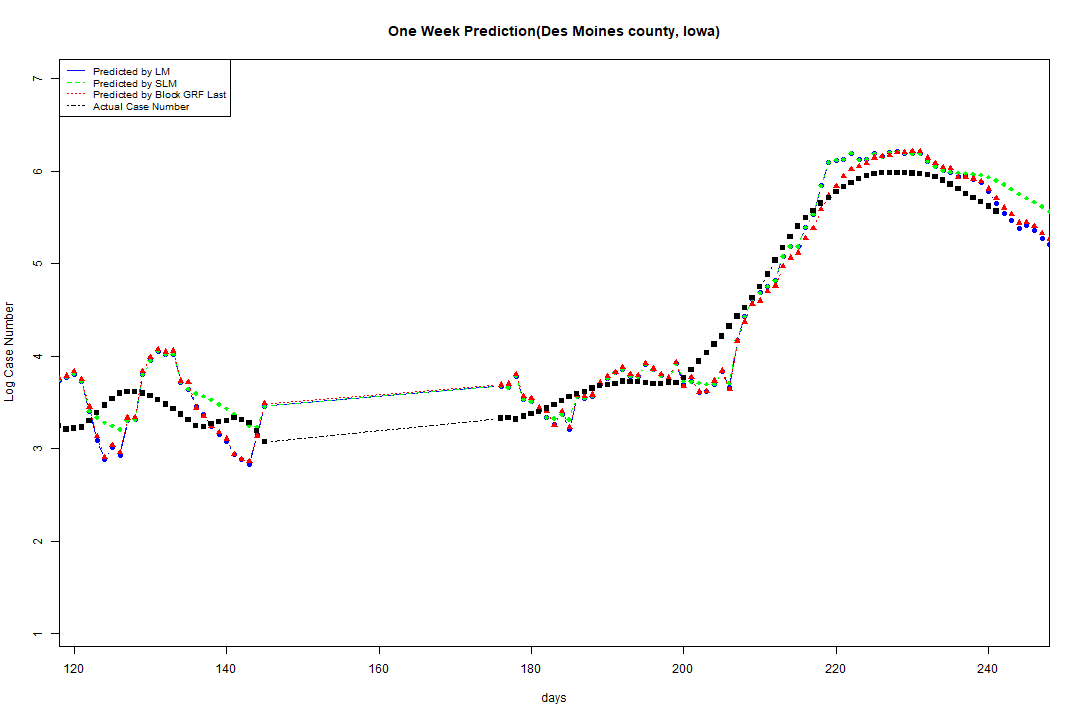 One Week Prediction(Des Moines county, Iowa)
Predicted by LM
Predicted by SLM
Predicted by Block GRF Last
Actual Case Number
7
6
5
4
3
2
1
Log Case Number
120 140 160 180 200 220 240
days